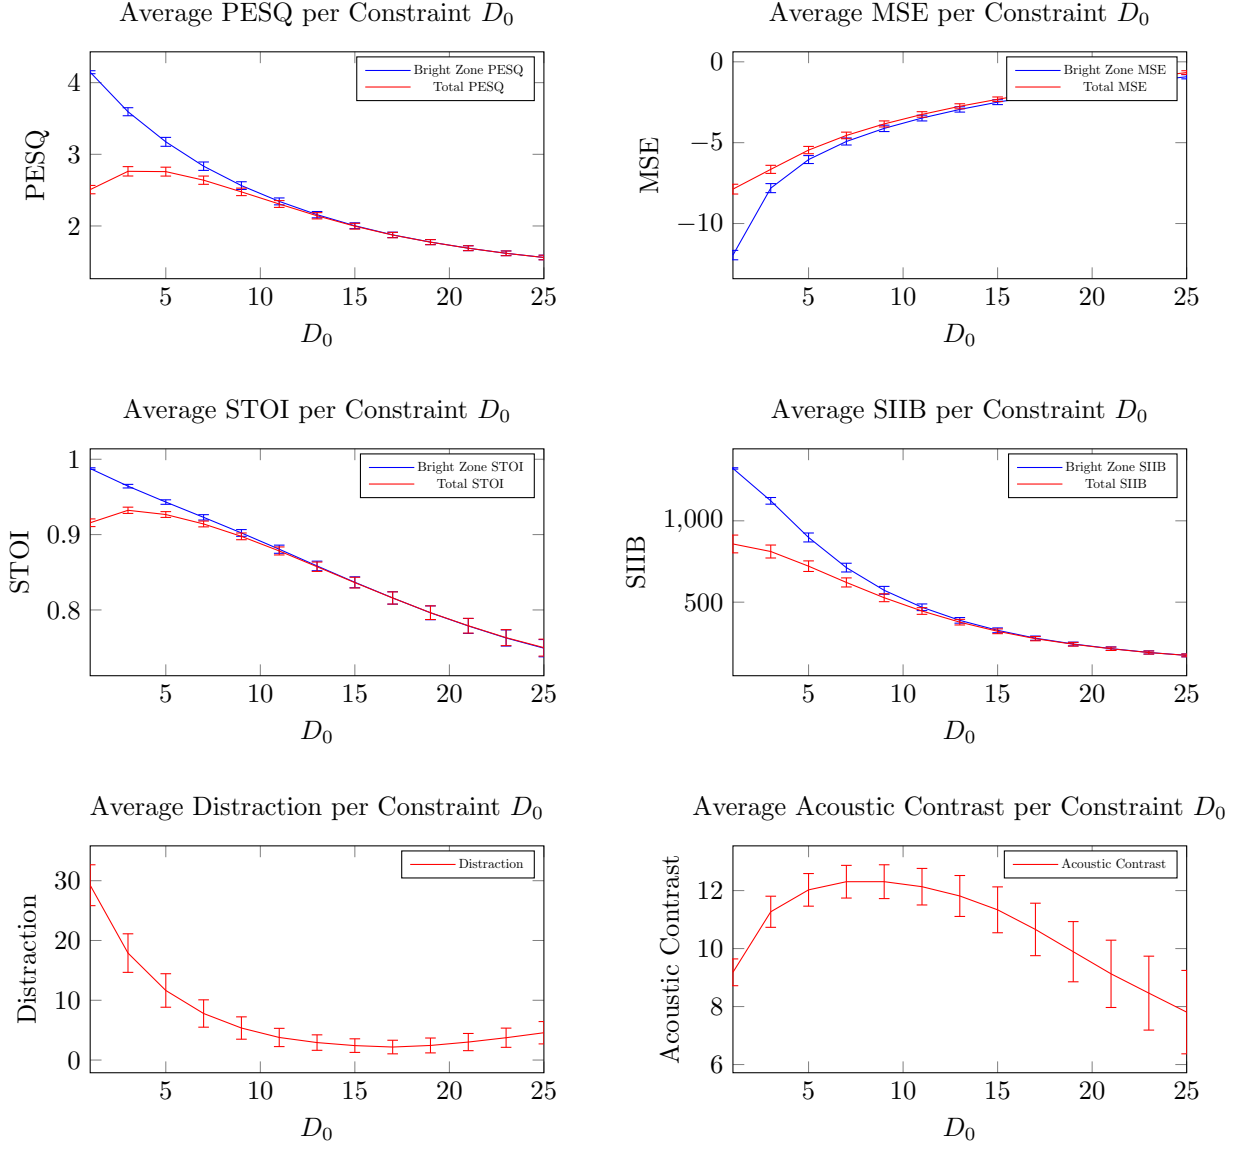 Average PESQ per Constraint D₀
4
3
2
PESQ
Bright Zone PESQ
Total PESQ
5 10 15 20 25
D₀
Average MSE per Constraint D₀
0
−5
−10
MSE
Bright Zone MSE
Total MSE
5 10 15 20 25
D₀
Average STOI per Constraint D₀
1
0.9
0.8
STOI
Bright Zone STOI
Total STOI
5 10 15 20 25
D₀
Average SIIB per Constraint D₀
1,000
500
SIIB
Bright Zone SIIB
Total SIIB
5 10 15 20 25
D₀
Average Distraction per Constraint D₀
30
20
10
0
Distraction
Distraction
5 10 15 20 25
D₀
Average Acoustic Contrast per Constraint D₀
12
10
8
6
Acoustic Contrast
Acoustic Contrast
5 10 15 20 25
D₀